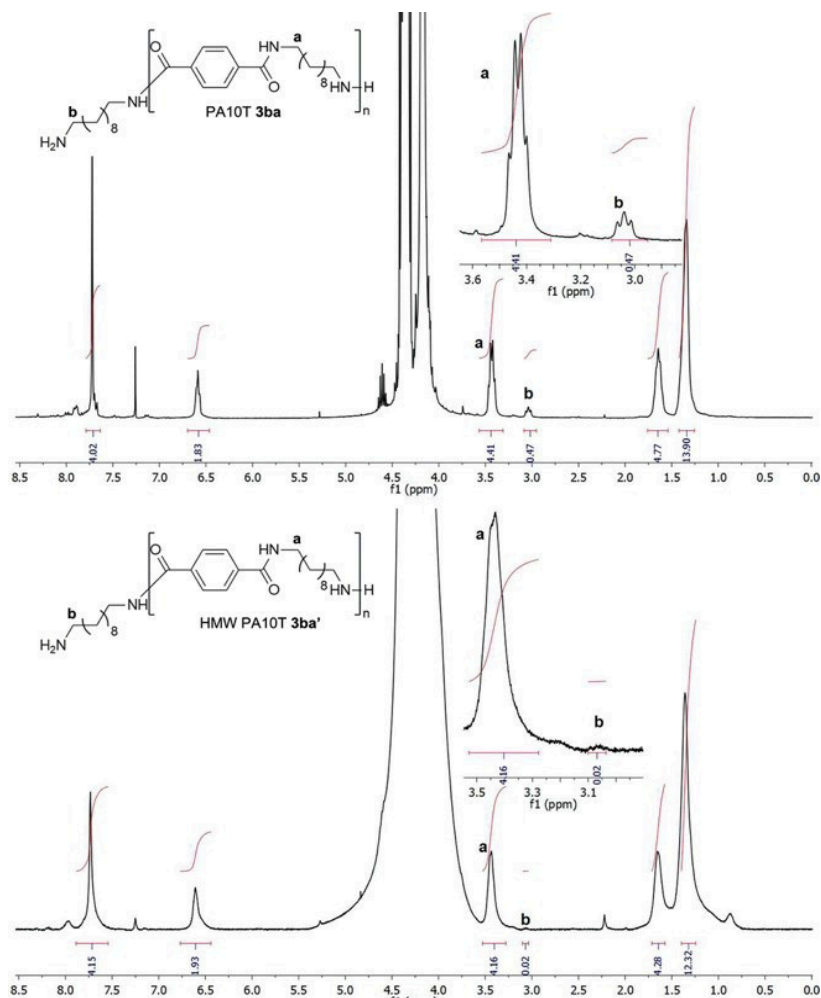 a
O
NH
8
HN
H
n
O
NH
b
8
H₂N
PA10T 3ba
a
b
4.41
0.47
3.6
3.4
3.2
3.0
f1 (ppm)
a
b
4.02
1.83
4.41
0.47
4.77
13.90
8.5 8.0 7.5 7.0 6.5 6.0 5.5 5.0 4.5 4.0 3.5 3.0 2.5 2.0 1.5 1.0 0.5 0.0
f1 (ppm)
a
O
NH
8
HN
H
n
O
NH
b
8
H₂N
HMW PA10T 3ba'
a
b
4.16
0.02
3.5
3.3
3.1
f1 (ppm)
a
b
4.15
1.93
4.16
0.02
4.28
12.32
8.5 8.0 7.5 7.0 6.5 6.0 5.5 5.0 4.5 4.0 3.5 3.0 2.5 2.0 1.5 1.0 0.5 0.0